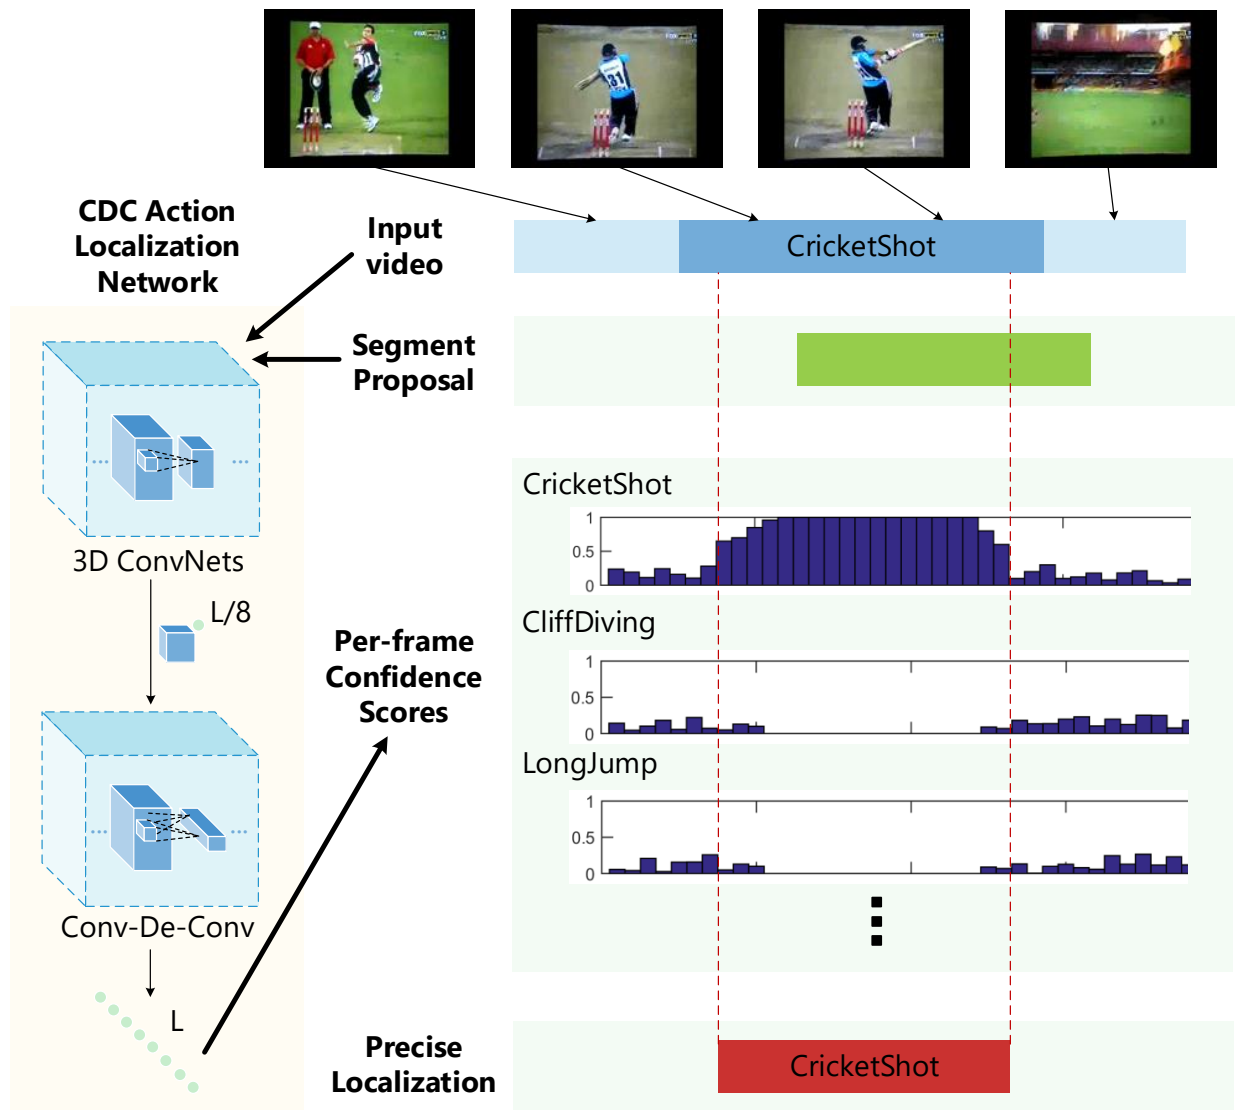 CDC Action
Localization
Network
Input
video
CricketShot
Segment
Proposal
3D ConvNets
L/8
Conv-De-Conv
L
Per-frame
Confidence
Scores
CricketShot
1
0.5
0
CliffDiving
1
0.5
0
LongJump
1
0.5
0
Precise
Localization
CricketShot
31